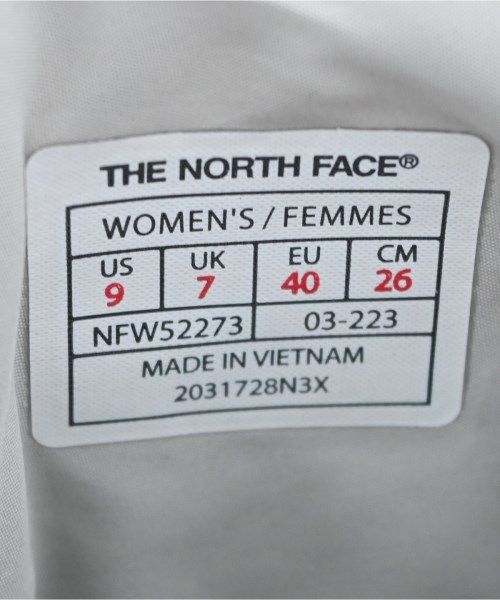 THE NORTH FACE®
WOMEN'S / FEMMES
US UK EU CM
9 7 40 26
NFW52273 03-223
MADE IN VIETNAM
2031728N3X